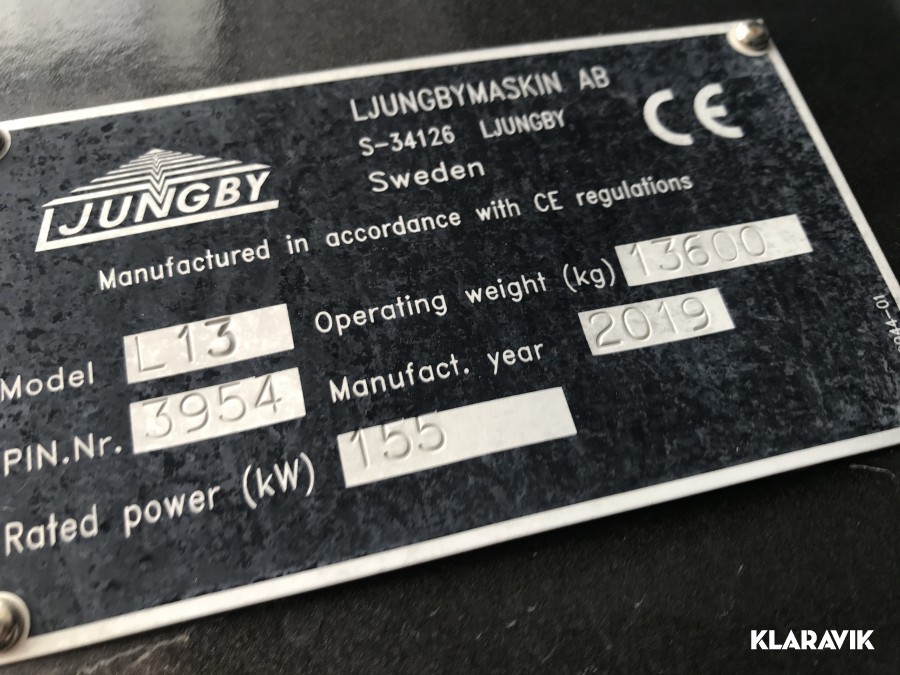 LJUNGBYMASKIN AB
S-34126 LJUNGBY
Sweden
CE
LJUNGBY
Manufactured in accordance with CE regulations
Model L13 Operating weight (kg) 13600
PIN.Nr. 3954 Manufact. year 2019
Rated power (kW) 155
KLARAVIK